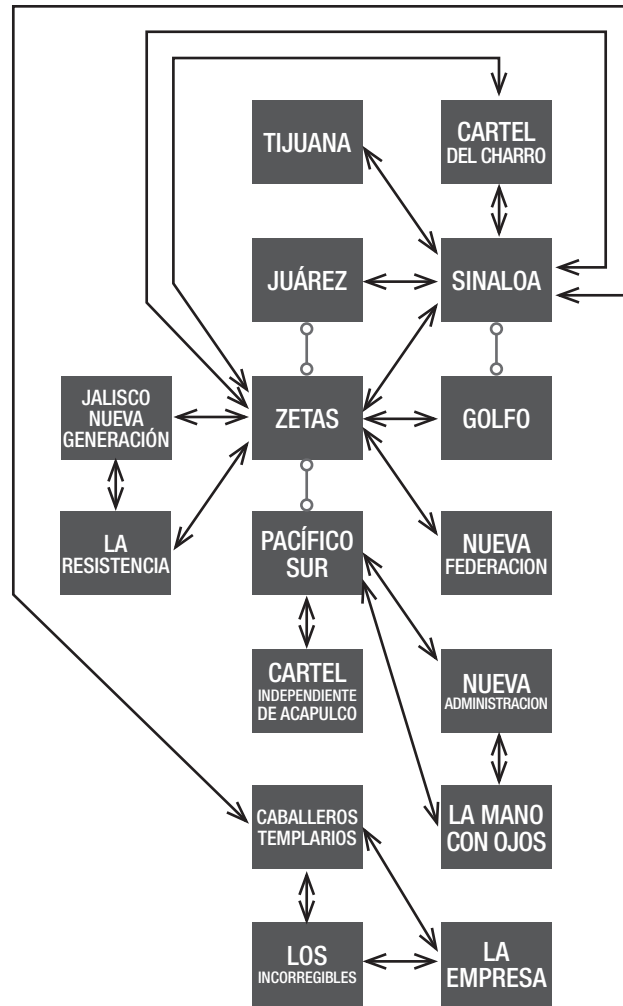 TIJUANA
CARTEL
DEL CHARRO
JUÁREZ
SINALOA
JALISCO
NUEVA
GENERACIÓN
ZETAS
GOLFO
LA
RESISTENCIA
PACÍFICO
SUR
NUEVA
FEDERACION
CARTEL
INDEPENDIENTE
DE ACAPULCO
NUEVA
ADMINISTRACION
CABALLEROS
TEMPLARIOS
LA MANO
CON OJOS
LOS
INCORREGIBLES
LA
EMPRESA